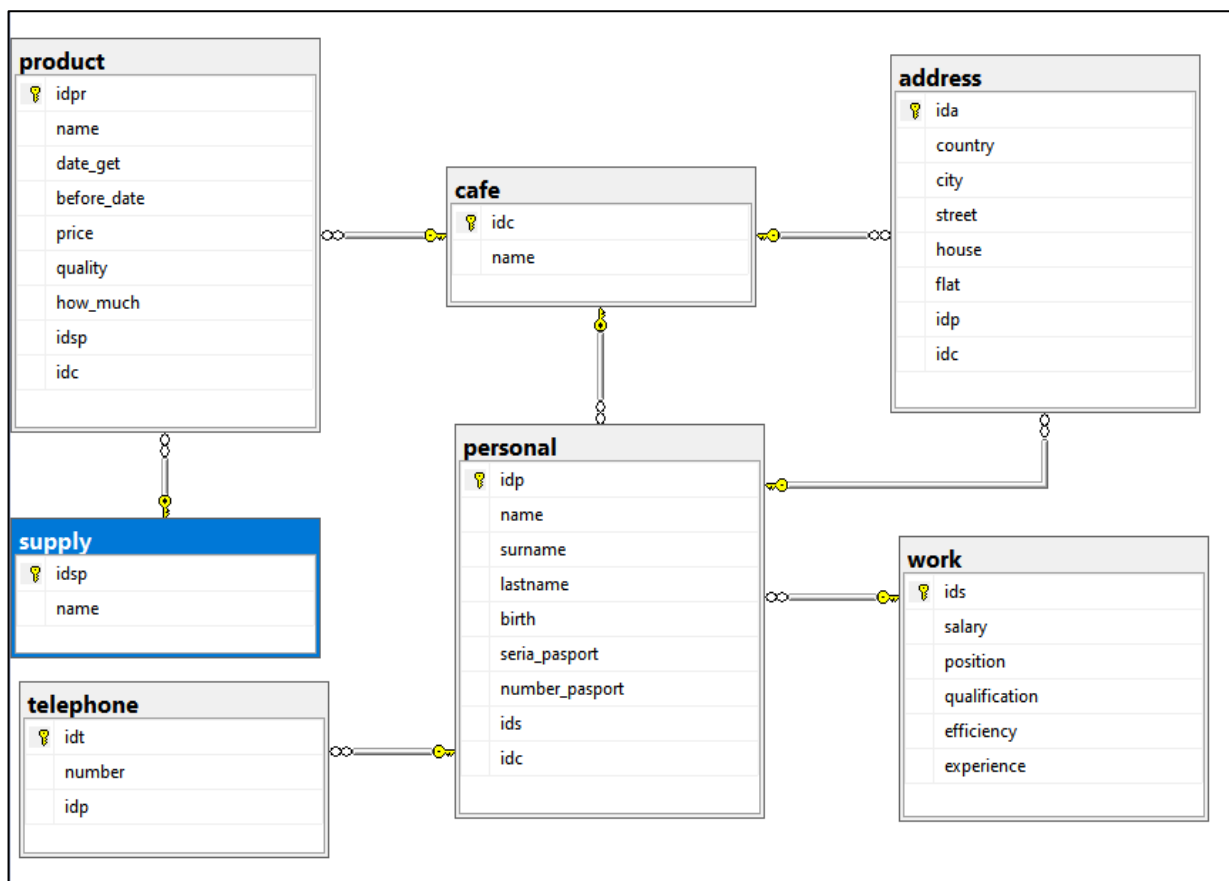 product
idpr
name
date_get
before_date
price
quality
how_much
idsp
idc
supply
idsp
name
telephone
idt
number
idp
cafe
idc
name
personal
idp
name
surname
lastname
birth
seria_pasport
number_pasport
ids
idc
address
ida
country
city
street
house
flat
idp
idc
work
ids
salary
position
qualification
efficiency
experience